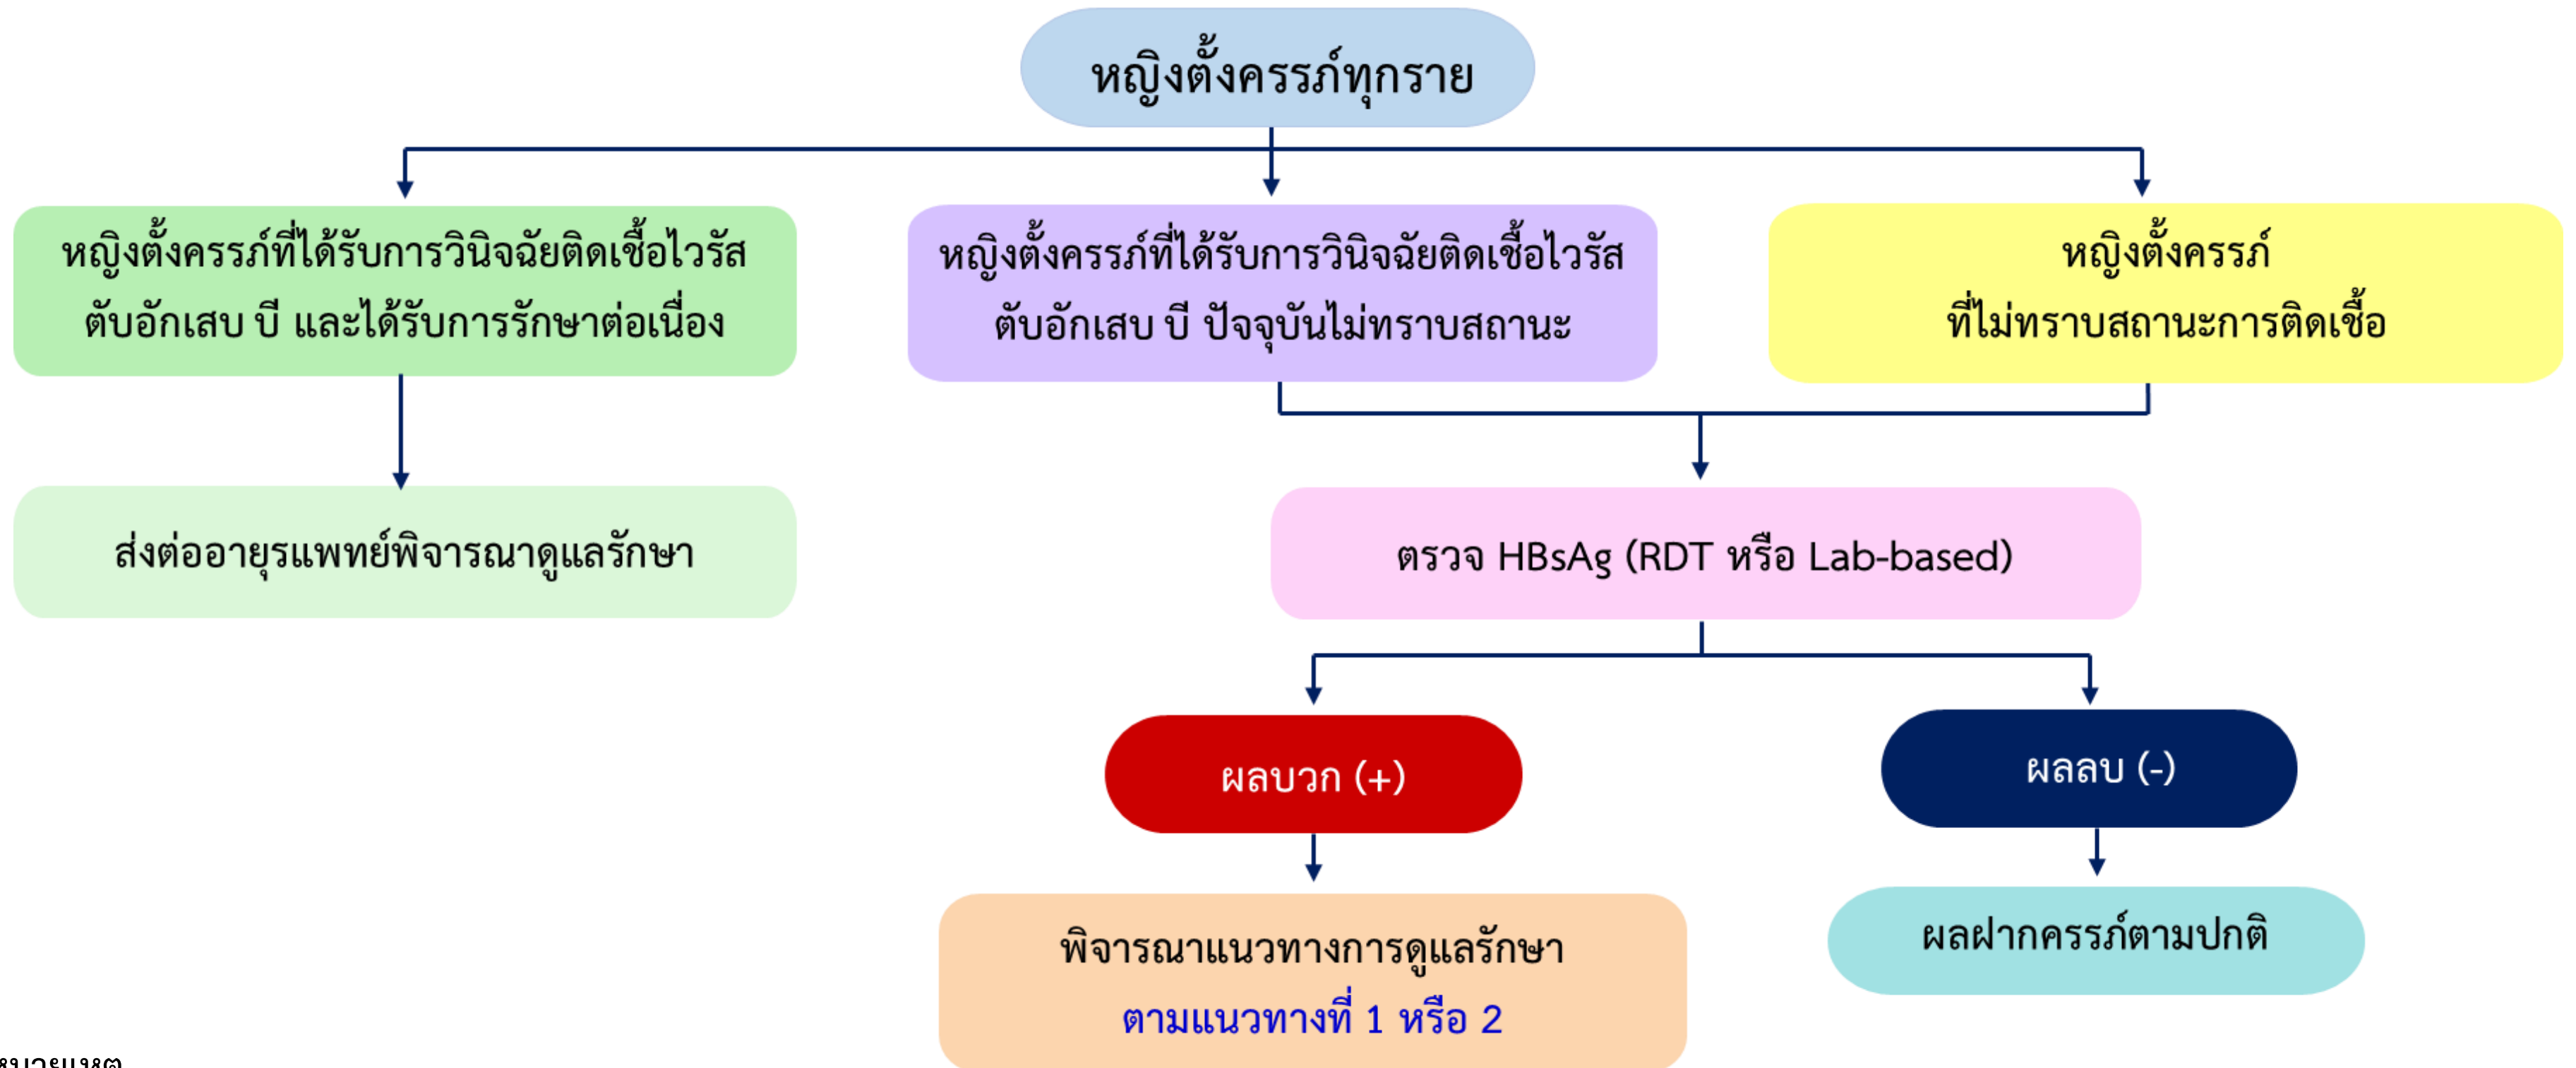 หญิงตั้งครรภ์ทุกราย
หญิงตั้งครรภ์ที่ได้รับการวินิจฉัยติดเชื้อไวรัส
ตับอักเสบ บี และได้รับการรักษาต่อเนื่อง
หญิงตั้งครรภ์ที่ได้รับการวินิจฉัยติดเชื้อไวรัส
ตับอักเสบ บี ปัจจุบันไม่ทราบสถานะ
หญิงตั้งครรภ์
ที่ไม่ทราบสถานะการติดเชื้อ
ส่งต่ออายุรแพทย์พิจารณาดูแลรักษา
ตรวจ HBsAg (RDT หรือ Lab-based)
ผลบวก (+)
ผลลบ (-)
พิจารณาแนวทางการดูแลรักษา
ตามแนวทางที่ 1 หรือ 2
ผลฝากครรภ์ตามปกติ